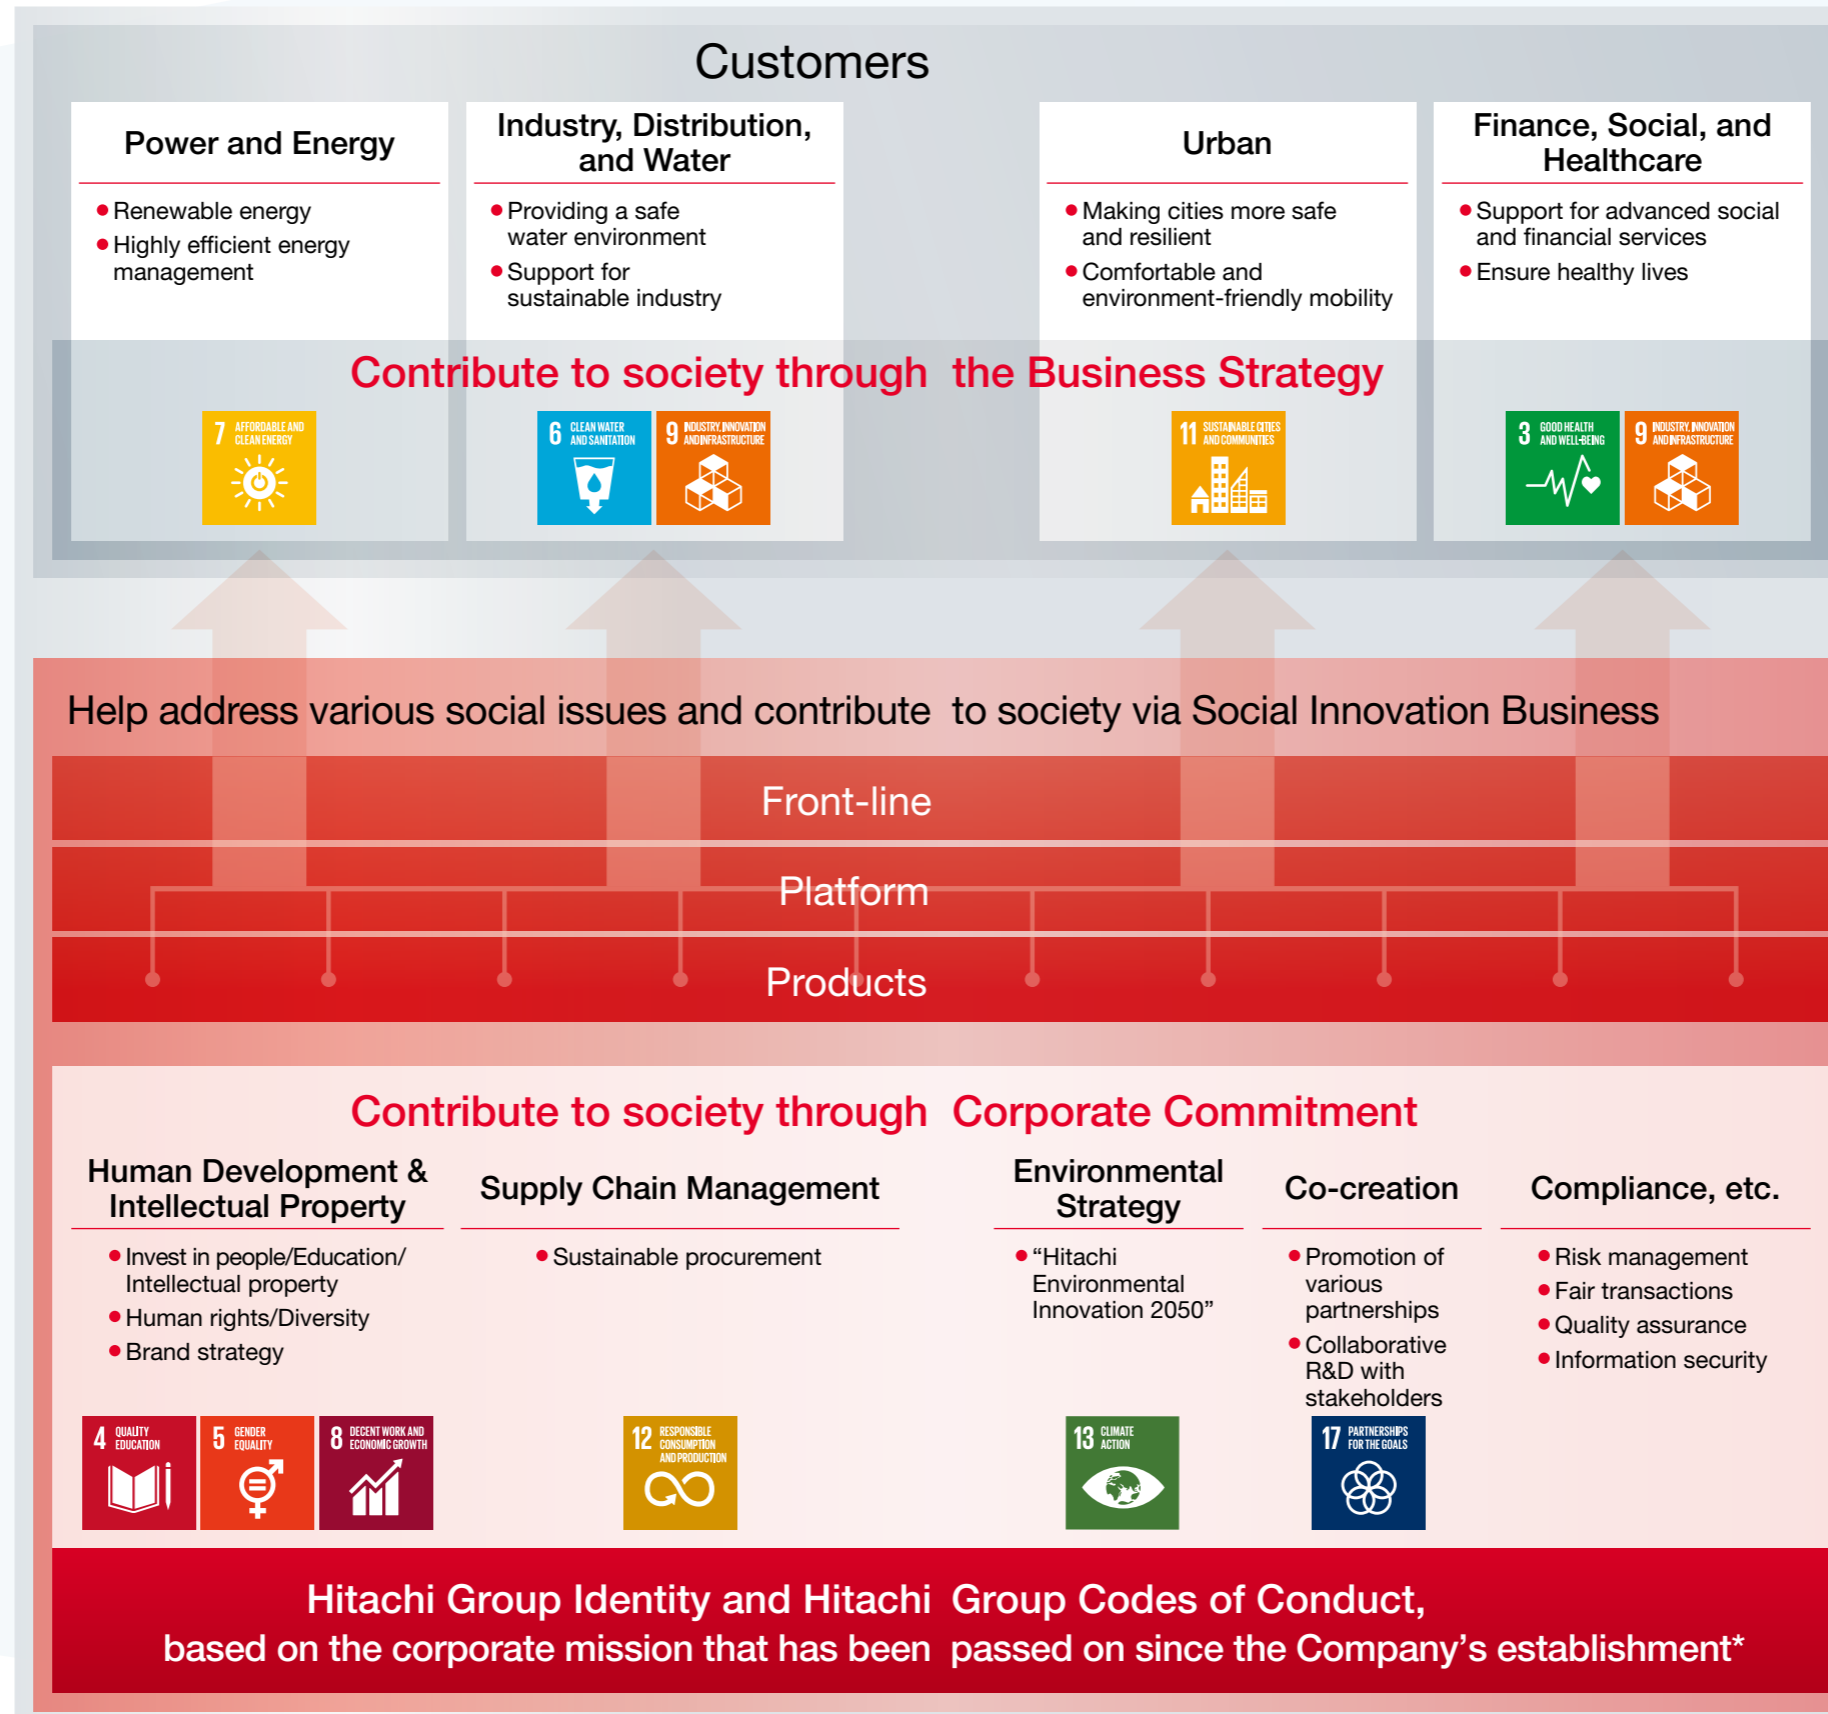 Customers
Power and Energy
• Renewable energy
• Highly efficient energy
management
Industry, Distribution,
and Water
• Providing a safe
water environment
• Support for
sustainable industry
Urban
• Making cities more safe
and resilient
• Comfortable and
environment-friendly mobility
Finance, Social, and
Healthcare
• Support for advanced social
and financial services
• Ensure healthy lives
Contribute to society through the Business Strategy
7 AFFORDABLE AND
CLEAN ENERGY
6 CLEAN WATER
AND SANITATION
9 INDUSTRY, INNOVATION
AND INFRASTRUCTURE
11 SUSTAINABLE CITIES
AND COMMUNITIES
3 GOOD HEALTH
AND WELL-BEING
9 INDUSTRY, INNOVATION
AND INFRASTRUCTURE
Help address various social issues and contribute to society via Social Innovation Business
Front-line
Platform
Products
Contribute to society through Corporate Commitment
Human Development &
Intellectual Property
• Invest in people/Education/
Intellectual property
• Human rights/Diversity
• Brand strategy
Supply Chain Management
• Sustainable procurement
Environmental
Strategy
• “Hitachi
Environmental
Innovation 2050”
Co-creation
• Promotion of
various
partnerships
• Collaborative
R&D with
stakeholders
Compliance, etc.
• Risk management
• Fair transactions
• Quality assurance
• Information security
4 QUALITY
EDUCATION
5 GENDER
EQUALITY
8 DECENT WORK AND
ECONOMIC GROWTH
12 RESPONSIBLE
CONSUMPTION
AND PRODUCTION
13 CLIMATE
ACTION
17 PARTNERSHIPS
FOR THE GOALS
Hitachi Group Identity and Hitachi Group Codes of Conduct,
based on the corporate mission that has been passed on since the Company’s establishment*